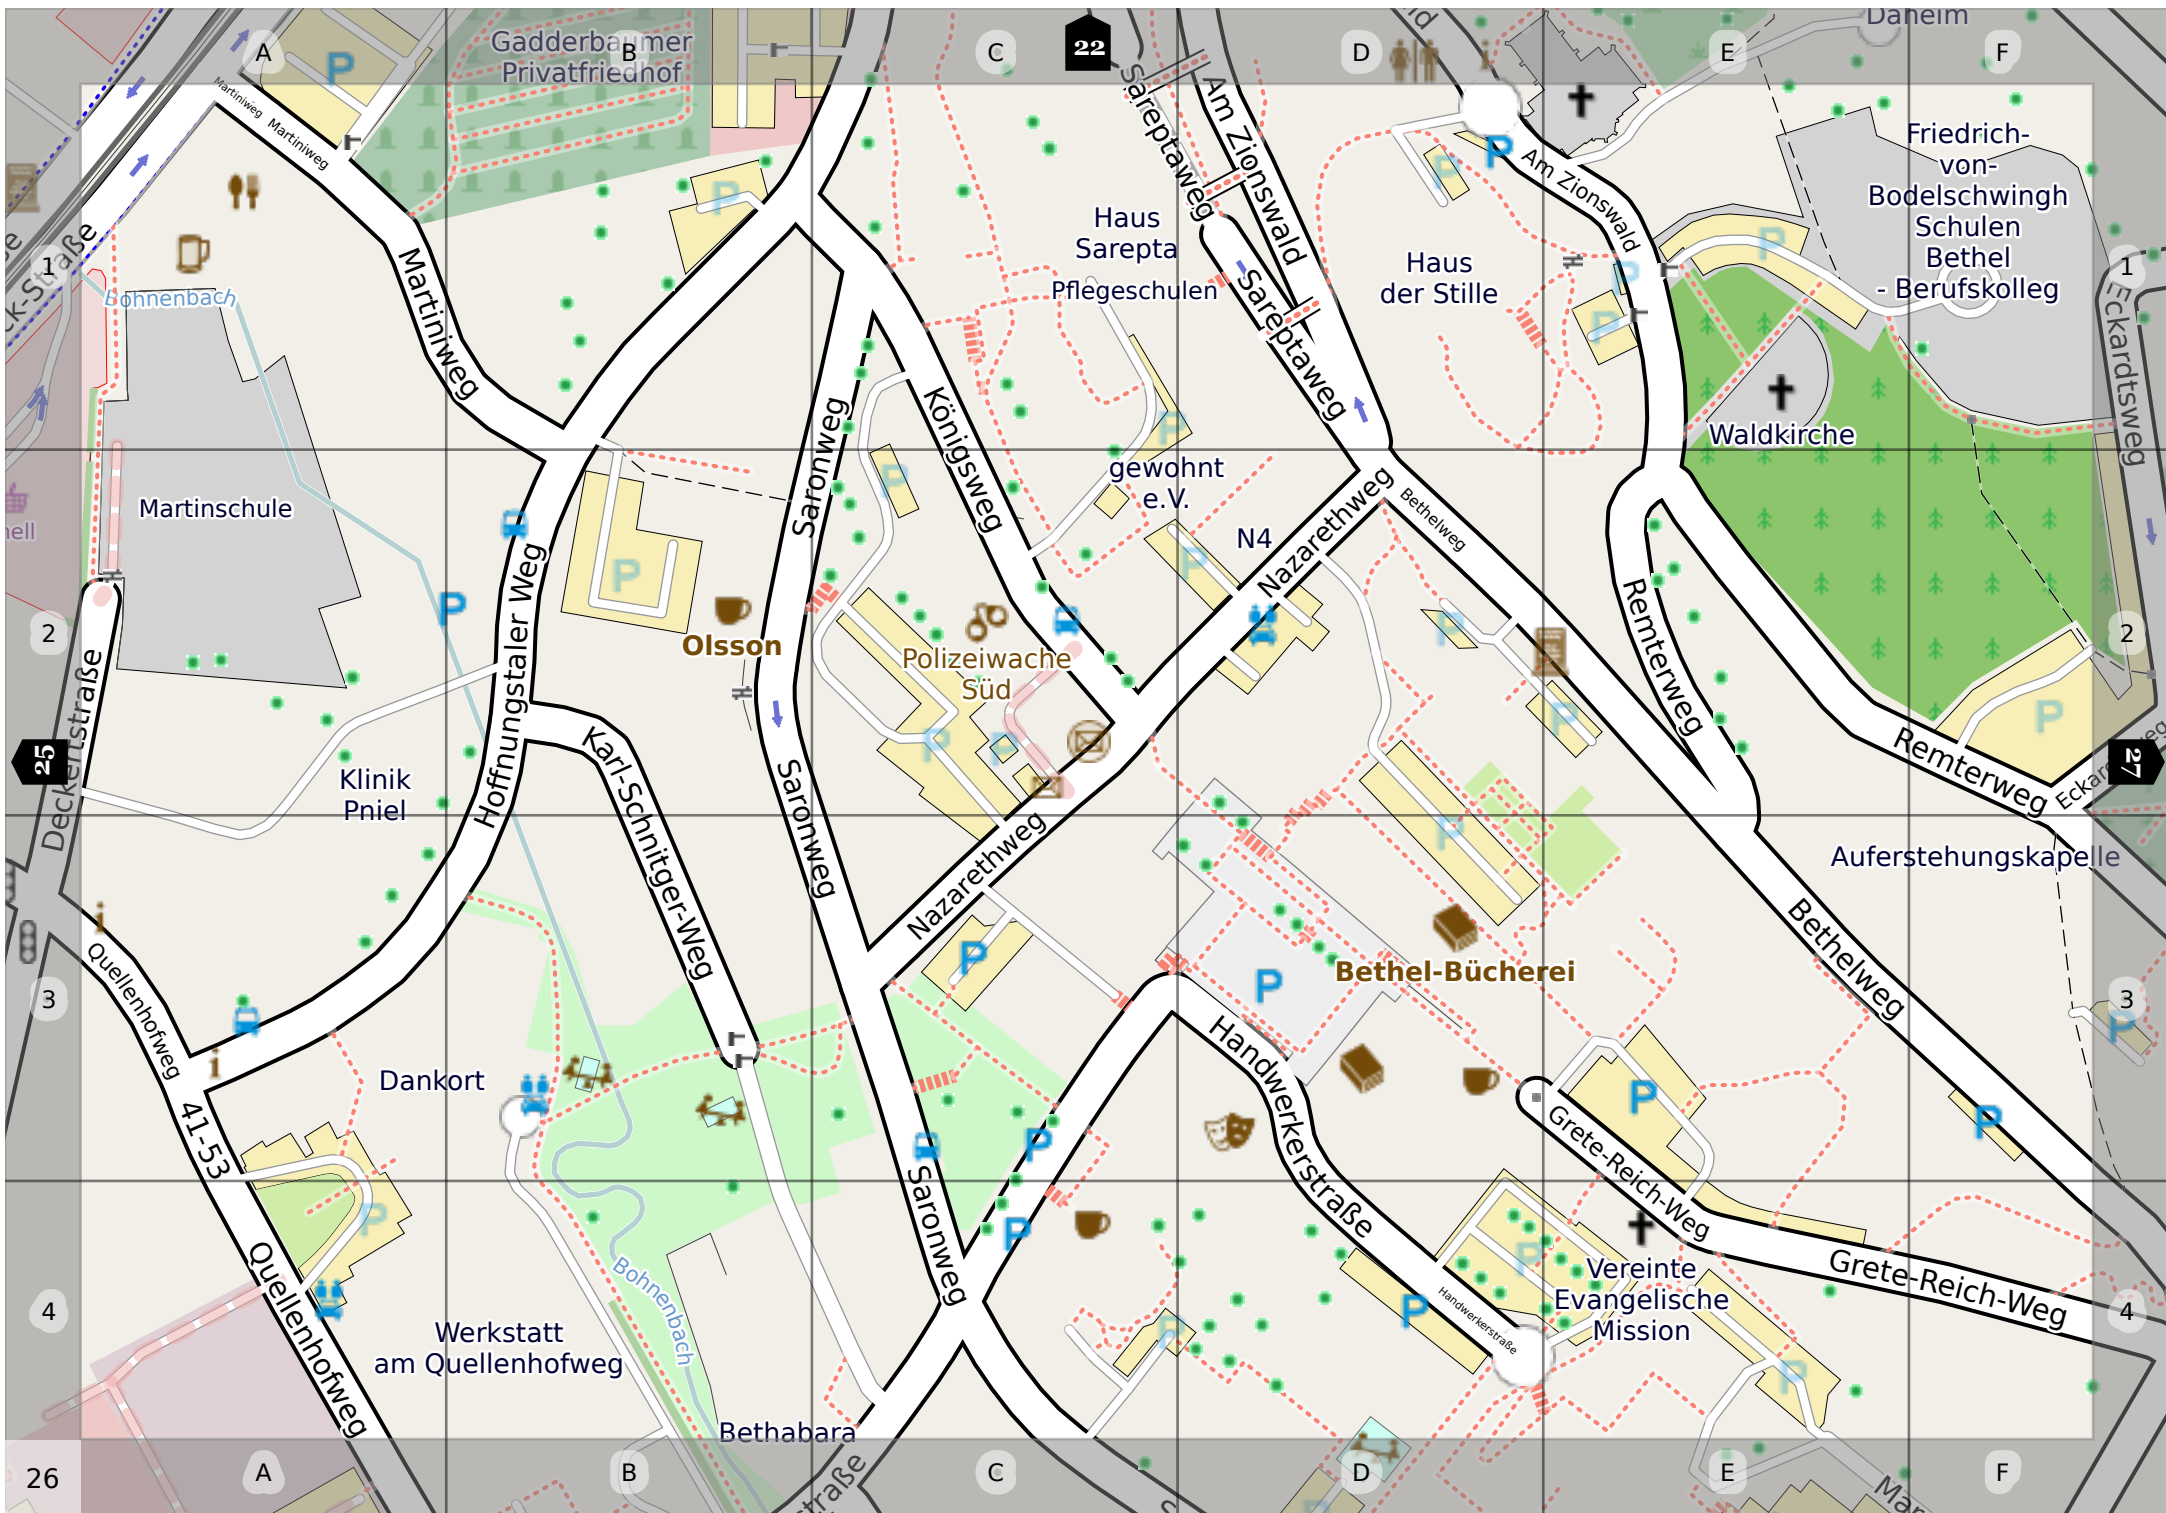 A
B
C
22
D
E
F
Daheim
Gadderbaumer
Privatfriedhof
P
Martiniweg
Martiniweg
Sareptaweg
Am Zionswald
Am Zionswald
P
P
P
Friedrich-
von-
Bodelschwingh
Schulen
Bethel
- Berufskolleg
Haus
Sarepta
Pflegeschulen
Haus
der Stille
1
1
Bohnenbach
Martiniweg
Sareptaweg
P
P
P
Eckardtsweg
Saronweg
Königsweg
Waldkirche
P
gewohnt
e.V.
Martinschule
Saronweg
P
N4
Nazarethweg
Bethelweg
P
P
P
Hoffnungstaler Weg
2
2
Olsson
Polizeiwache
Süd
P
Remterweg
P
P
P
P
Deckertstraße
25
27
Klinik
Pniel
Karl-Schnitger-Weg
Saronweg
Remterweg
P
Nazarethweg
Auferstehungskapelle
Bethelweg
P
P
Bethel-Bücherei
Quellenhofweg
3
3
P
Dankort
Handwerkerstraße
P
P
P
Grete-Reich-Weg
41-53
P
P
Saronweg
P
Grete-Reich-Weg
Quellenhofweg
Bohnenbach
Vereinte
Evangelische
Mission
4
4
Werkstatt
am Quellenhofweg
P
P
Handwerkerstraße
P
Bethabara
26
A
B
C
D
E
F
P